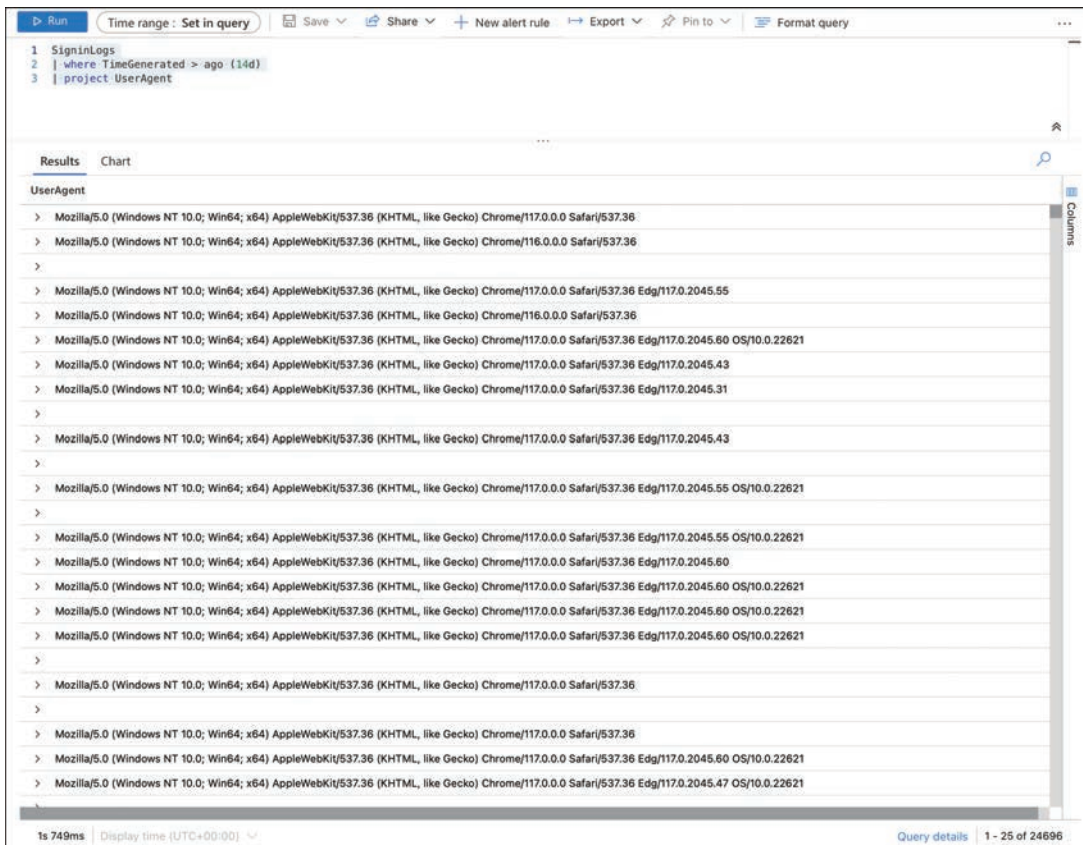 Run Time range : Set in query Save Share New alert rule Export Pin to Format query ...
1 SigninLogs
2 | where TimeGenerated > ago (14d)
3 | project UserAgent
Results Chart
Columns
UserAgent
Mozilla/5.0 (Windows NT 10.0; Win64; x64) AppleWebKit/537.36 (KHTML, like Gecko) Chrome/117.0.0.0 Safari/537.36
Mozilla/5.0 (Windows NT 10.0; Win64; x64) AppleWebKit/537.36 (KHTML, like Gecko) Chrome/116.0.0.0 Safari/537.36
Mozilla/5.0 (Windows NT 10.0; Win64; x64) AppleWebKit/537.36 (KHTML, like Gecko) Chrome/117.0.0.0 Safari/537.36 Edg/117.0.2045.55
Mozilla/5.0 (Windows NT 10.0; Win64; x64) AppleWebKit/537.36 (KHTML, like Gecko) Chrome/116.0.0.0 Safari/537.36
Mozilla/5.0 (Windows NT 10.0; Win64; x64) AppleWebKit/537.36 (KHTML, like Gecko) Chrome/117.0.0.0 Safari/537.36 Edg/117.0.2045.60 OS/10.0.22621
Mozilla/5.0 (Windows NT 10.0; Win64; x64) AppleWebKit/537.36 (KHTML, like Gecko) Chrome/117.0.0.0 Safari/537.36 Edg/117.0.2045.43
Mozilla/5.0 (Windows NT 10.0; Win64; x64) AppleWebKit/537.36 (KHTML, like Gecko) Chrome/117.0.0.0 Safari/537.36 Edg/117.0.2045.31
Mozilla/5.0 (Windows NT 10.0; Win64; x64) AppleWebKit/537.36 (KHTML, like Gecko) Chrome/117.0.0.0 Safari/537.36 Edg/117.0.2045.43
Mozilla/5.0 (Windows NT 10.0; Win64; x64) AppleWebKit/537.36 (KHTML, like Gecko) Chrome/117.0.0.0 Safari/537.36 Edg/117.0.2045.55 OS/10.0.22621
Mozilla/5.0 (Windows NT 10.0; Win64; x64) AppleWebKit/537.36 (KHTML, like Gecko) Chrome/117.0.0.0 Safari/537.36 Edg/117.0.2045.55 OS/10.0.22621
Mozilla/5.0 (Windows NT 10.0; Win64; x64) AppleWebKit/537.36 (KHTML, like Gecko) Chrome/117.0.0.0 Safari/537.36 Edg/117.0.2045.60
Mozilla/5.0 (Windows NT 10.0; Win64; x64) AppleWebKit/537.36 (KHTML, like Gecko) Chrome/117.0.0.0 Safari/537.36 Edg/117.0.2045.60 OS/10.0.22621
Mozilla/5.0 (Windows NT 10.0; Win64; x64) AppleWebKit/537.36 (KHTML, like Gecko) Chrome/117.0.0.0 Safari/537.36 Edg/117.0.2045.60 OS/10.0.22621
Mozilla/5.0 (Windows NT 10.0; Win64; x64) AppleWebKit/537.36 (KHTML, like Gecko) Chrome/117.0.0.0 Safari/537.36 Edg/117.0.2045.60 OS/10.0.22621
Mozilla/5.0 (Windows NT 10.0; Win64; x64) AppleWebKit/537.36 (KHTML, like Gecko) Chrome/117.0.0.0 Safari/537.36
Mozilla/5.0 (Windows NT 10.0; Win64; x64) AppleWebKit/537.36 (KHTML, like Gecko) Chrome/117.0.0.0 Safari/537.36
Mozilla/5.0 (Windows NT 10.0; Win64; x64) AppleWebKit/537.36 (KHTML, like Gecko) Chrome/117.0.0.0 Safari/537.36 Edg/117.0.2045.60 OS/10.0.22621
Mozilla/5.0 (Windows NT 10.0; Win64; x64) AppleWebKit/537.36 (KHTML, like Gecko) Chrome/117.0.0.0 Safari/537.36 Edg/117.0.2045.47 OS/10.0.22621
1s 749ms Display time (UTC+00:00) Query details 1 - 25 of 24696